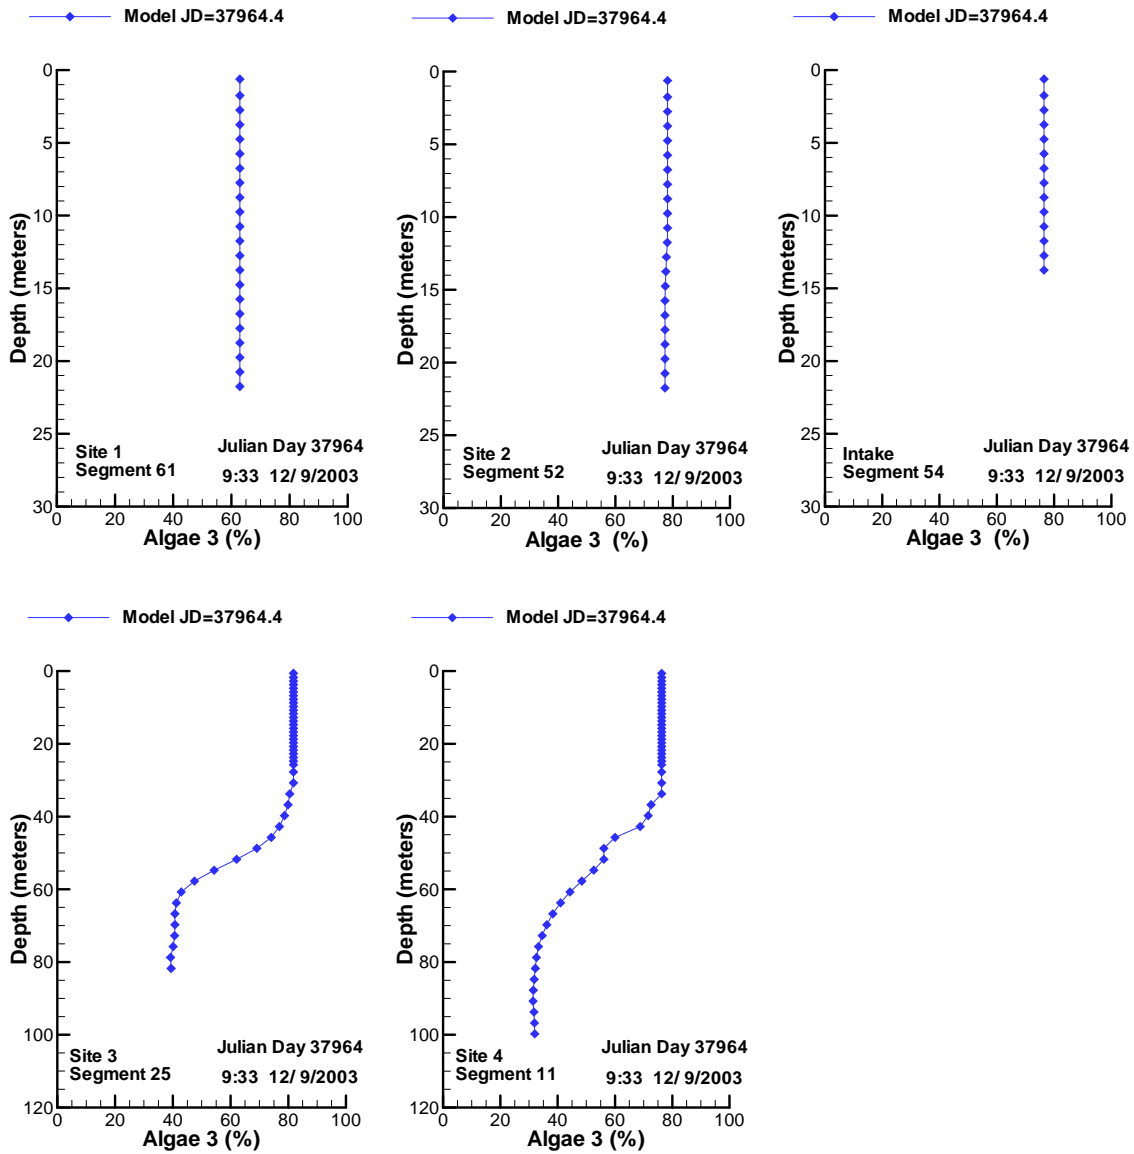 Model JD=37964.4
0
5
10
15
20
25
30
Depth (meters)
Site 1
Segment 61
Julian Day 37964
9:33 12/ 9/2003
0 20 40 60 80 100
Algae 3 (%)
Model JD=37964.4
0
5
10
15
20
25
30
Depth (meters)
Site 2
Segment 52
Julian Day 37964
9:33 12/ 9/2003
0 20 40 60 80 100
Algae 3 (%)
Model JD=37964.4
0
5
10
15
20
25
30
Depth (meters)
Intake
Segment 54
Julian Day 37964
9:33 12/ 9/2003
0 20 40 60 80 100
Algae 3 (%)
Model JD=37964.4
0
20
40
60
80
100
120
Depth (meters)
Site 3
Segment 25
Julian Day 37964
9:33 12/ 9/2003
0 20 40 60 80 100
Algae 3 (%)
Model JD=37964.4
0
20
40
60
80
100
120
Depth (meters)
Site 4
Segment 11
Julian Day 37964
9:33 12/ 9/2003
0 20 40 60 80 100
Algae 3 (%)